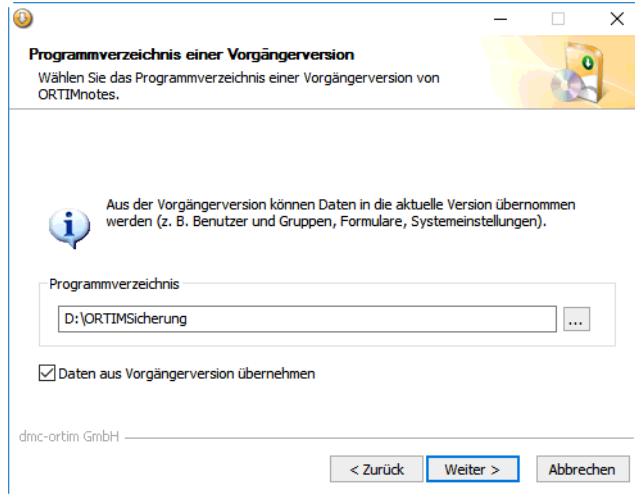 Programmverzeichnis einer Vorgängerversion
Wählen Sie das Programmverzeichnis einer Vorgängerversion von
ORTIMnotes.
Aus der Vorgängerversion können Daten in die aktuelle Version übernommen
werden (z. B. Benutzer und Gruppen, Formulare, Systemeinstellungen).
Programmverzeichnis
D:\ORTIMSicherung
...
Daten aus Vorgängerversion übernehmen
dmc-ortim GmbH
< Zurück Weiter > Abbrechen